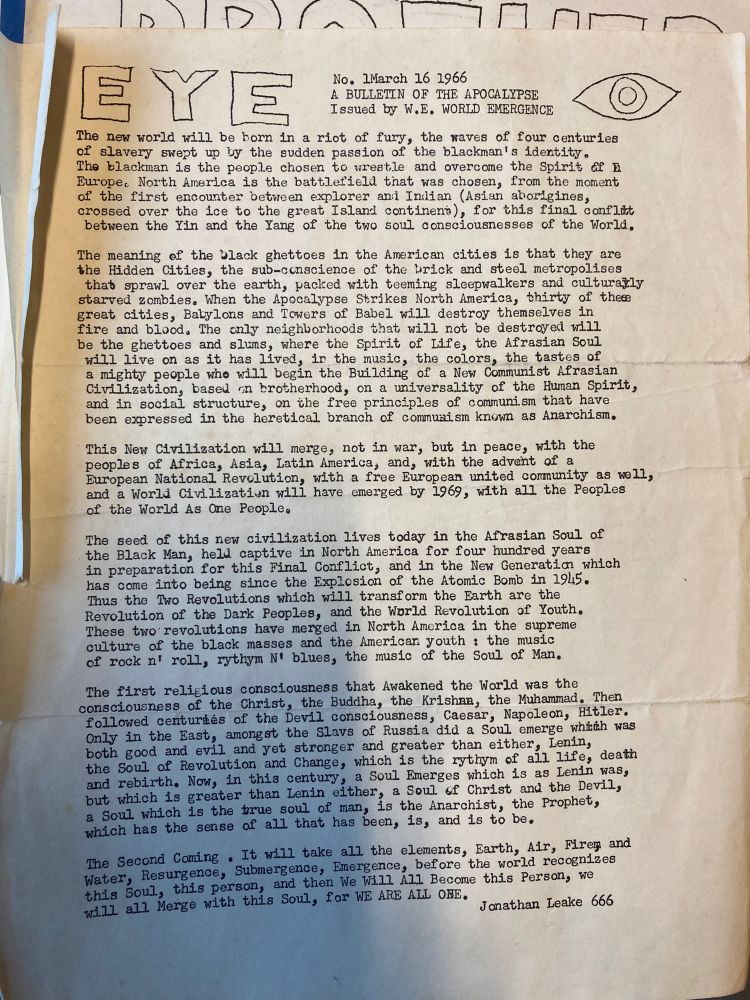 BROTHER
EYE
No. 1March 16 1966
A BULLETIN OF THE APOCALYPSE
Issued by W.E. WORLD EMERGENCE
The new world will be born in a riot of fury, the waves of four centuries
of slavery swept up by the sudden passion of the blackman's identity.
The blackman is the people chosen to wrestle and overcome the Spirit of
Europe. North America is the battlefield that was chosen, from the moment
of the first encounter between explorer and Indian (Asian aborigines,
crossed over the ice to the great Island continent), for this final conflict
between the Yin and the Yang of the two soul consciousnesses of the World.
The meaning of the black ghettoes in the American cities is that they are
the Hidden Cities, the sub-conscience of the brick and steel metropolises
that sprawl over the earth, packed with teeming sleepwalkers and culturally
starved zombies. When the Apocalypse Strikes North America, thirty of these
great cities, Babylons and Towers of Babel will destroy themselves in
fire and blood. The only neighborhoods that will not be destroyed will
be the ghettoes and slums, where the Spirit of Life, the Afrasian Soul
will live on as it has lived, in the music, the colors, the tastes of
a mighty people who will begin the Building of a New Communist Afrasian
Civilization, based on brotherhood, on a universality of the Human Spirit,
and in social structure, on the free principles of communism that have
been expressed in the heretical branch of communism known as Anarchism.
This New Civilization will merge, not in war, but in peace, with the
peoples of Africa, Asia, Latin America, and, with the advent of a
European National Revolution, with a free European united community as well,
and a World Civilization will have emerged by 1969, with all the Peoples
of the World As One People.
The seed of this new civilization lives today in the Afrasian Soul of
the Black Man, held captive in North America for four hundred years
in preparation for this Final Conflict, and in the New Generation which
has come into being since the Explosion of the Atomic Bomb in 1945.
Thus the Two Revolutions which will transform the Earth are the
Revolution of the Dark Peoples, and the World Revolution of Youth.
These two revolutions have merged in North America in the supreme
culture of the black masses and the American youth : the music
of rock n' roll, rythym N' blues, the music of the Soul of Man.
The first religious consciousness that Awakened the World was the
consciousness of the Christ, the Buddha, the Krishna, the Muhammad. Then
followed centuries of the Devil consciousness, Caesar, Napoleon, Hitler.
Only in the East, amongst the Slavs of Russia did a Soul emerge which was
both good and evil and yet stronger and greater than either, Lenin,
the Soul of Revolution and Change, which is the rythym of all life, death
and rebirth. Now, in this century, a Soul Emerges which is as Lenin was,
but which is greater than Lenin either, a Soul of Christ and the Devil,
a Soul which is the true soul of man, is the Anarchist, the Prophet,
which has the sense of all that has been, is, and is to be.
The Second Coming . It will take all the elements, Earth, Air, Fire, and
Water, Resurgence, Submergence, Emergence, before the world recognizes
this Soul, this person, and then We Will All Become this Person, we
will all Merge with this Soul, for WE ARE ALL ONE.
Jonathan Leake 666